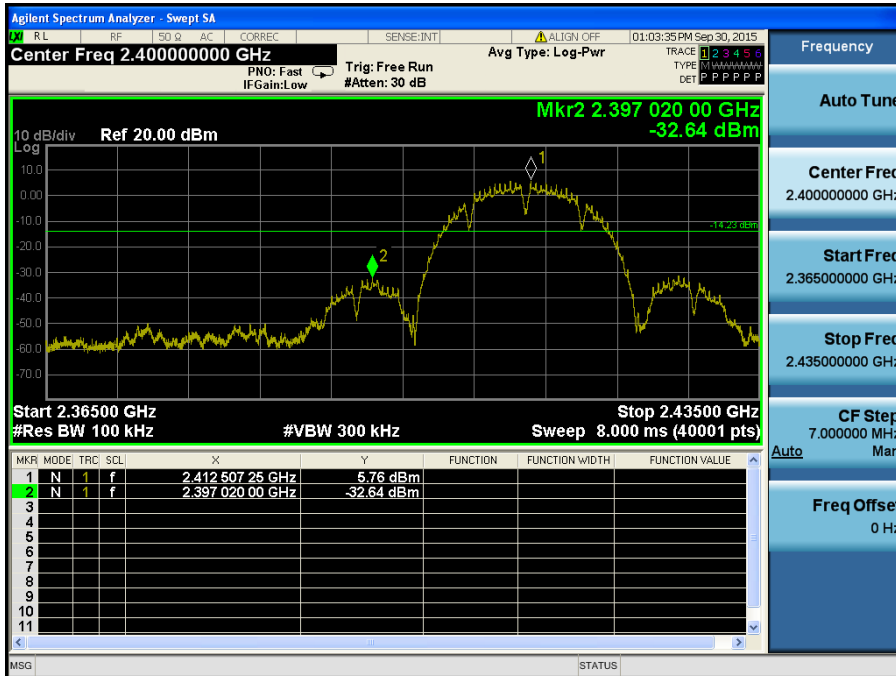 Agilent Spectrum Analyzer - Swept SA
LXI RL RF 50 Ω AC CORREC SENSE:INT ALIGN OFF 01:03:35 PM Sep 30, 2015
Center Freq 2.400000000 GHz
PNO: Fast
IFGain:Low
Trig: Free Run
#Atten: 30 dB
Avg Type: Log-Pwr
TRACE 1 2 3 4 5 6
TYPE M
DET P P P P P P
Mkr2 2.397 020 00 GHz
-32.64 dBm
10 dB/div Ref 20.00 dBm
Log
10.0
0.00
-10.0
-20.0
-30.0
-40.0
-50.0
-60.0
-70.0
1
2
-14.23 dBm
Start 2.36500 GHz Stop 2.43500 GHz
#Res BW 100 kHz #VBW 300 kHz Sweep 8.000 ms (40001 pts)
MKR MODE TRC SCL X Y FUNCTION FUNCTION WIDTH FUNCTION VALUE
1 N 1 f 2.412 507 25 GHz 5.76 dBm
2 N 1 f 2.397 020 00 GHz -32.64 dBm
3
4
5
6
7
8
9
10
11
MSG STATUS
Frequency
Auto Tune
Center Freq
2.400000000 GHz
Start Freq
2.365000000 GHz
Stop Freq
2.435000000 GHz
CF Step
7.000000 MHz
Auto Man
Freq Offset
0 Hz